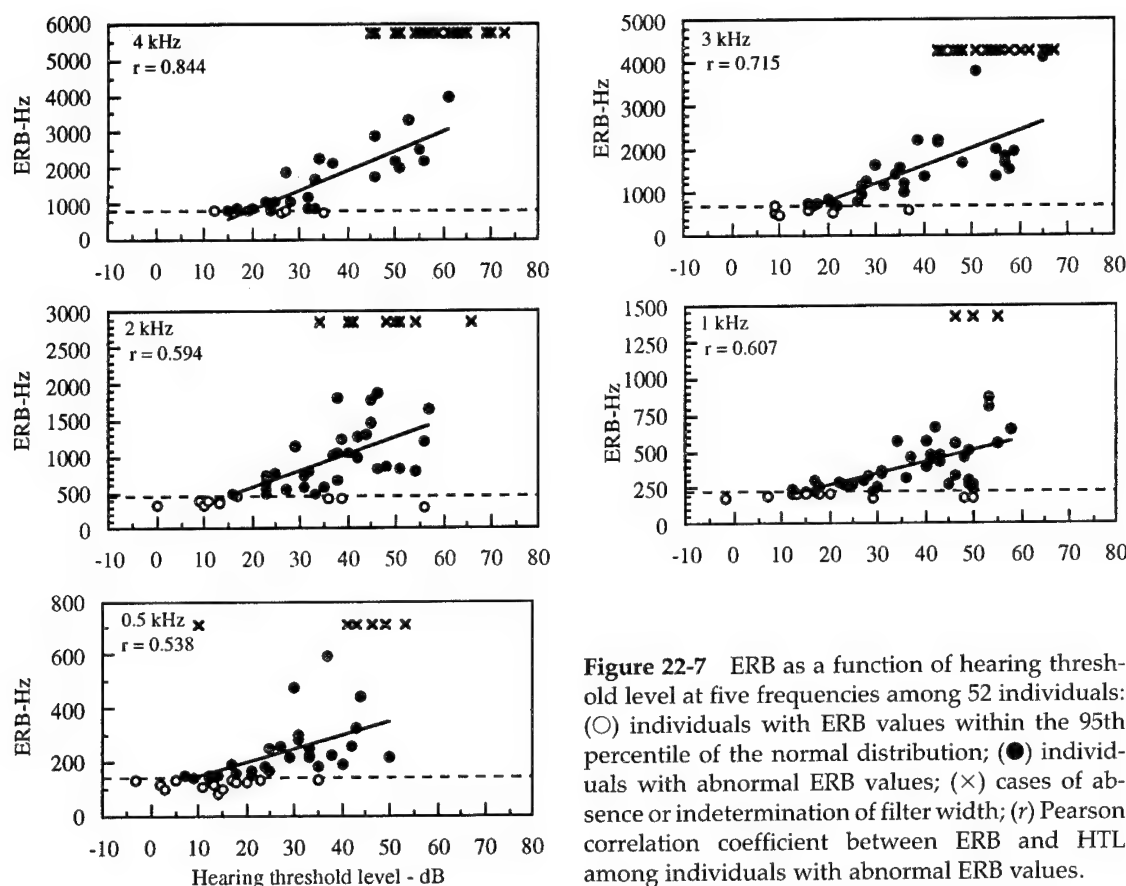 6000
5000
4000
3000
2000
1000
0
ERB-Hz
4 kHz
r = 0.844
-10 0 10 20 30 40 50 60 70 80
5000
4000
3000
2000
1000
0
ERB-Hz
3 kHz
r = 0.715
-10 0 10 20 30 40 50 60 70 80
3000
2500
2000
1500
1000
500
0
ERB-Hz
2 kHz
r = 0.594
-10 0 10 20 30 40 50 60 70 80
1500
1250
1000
750
500
250
0
ERB-Hz
1 kHz
r = 0.607
-10 0 10 20 30 40 50 60 70 80
800
600
400
200
0
ERB-Hz
0.5 kHz
r = 0.538
-10 0 10 20 30 40 50 60 70 80
Hearing threshold level - dB
Figure 22-7 ERB as a function of hearing thresh-
old level at five frequencies among 52 individuals:
(○) individuals with ERB values within the 95th
percentile of the normal distribution; (●) individ-
uals with abnormal ERB values; (×) cases of ab-
sence or indetermination of filter width; (r) Pearson
correlation coefficient between ERB and HTL
among individuals with abnormal ERB values.